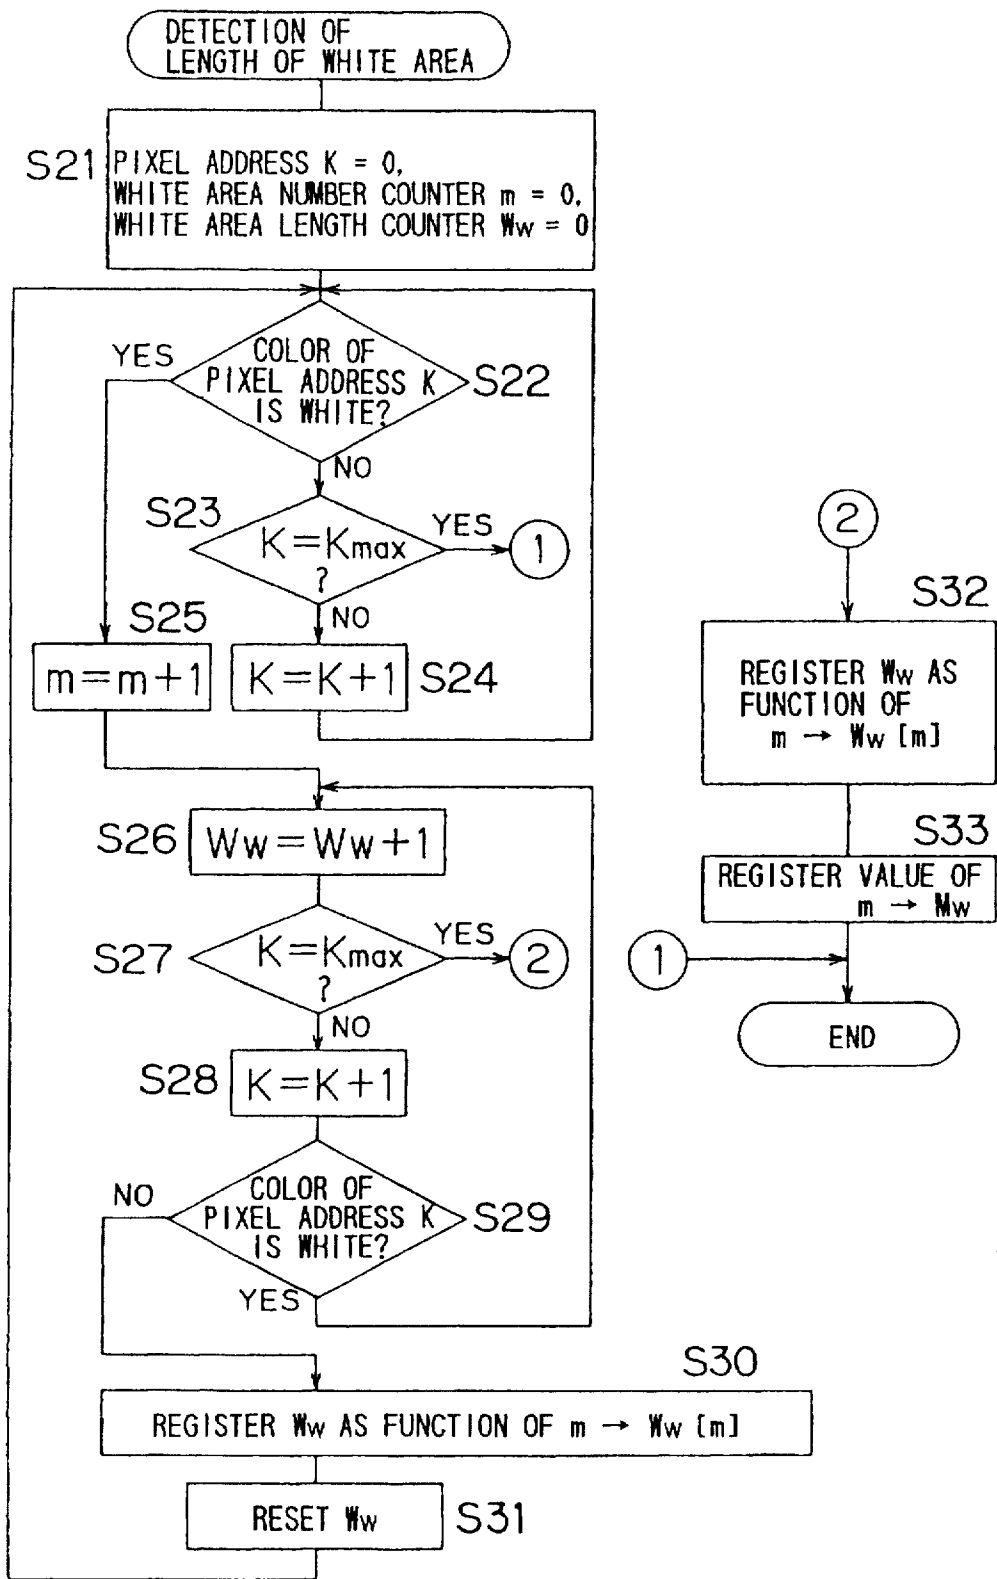 DETECTION OF
LENGTH OF WHITE AREA
S21
PIXEL ADDRESS K = 0,
WHITE AREA NUMBER COUNTER m = 0,
WHITE AREA LENGTH COUNTER Ww = 0
YES
COLOR OF
PIXEL ADDRESS K
IS WHITE?
S22
NO
S23
K=Kmax
?
YES
1
NO
S25
m=m+1
K=K+1
S24
S26
Ww=Ww+1
S27
K=Kmax
?
YES
2
NO
S28
K=K+1
NO
COLOR OF
PIXEL ADDRESS K
IS WHITE?
S29
YES
S30
REGISTER Ww AS FUNCTION OF m → Ww [m]
RESET Ww
S31
2
S32
REGISTER Ww AS
FUNCTION OF
m → Ww [m]
S33
REGISTER VALUE OF
m → Mw
1
END